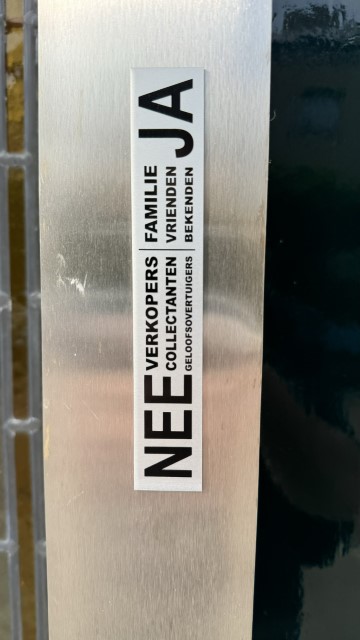 NEE
VERKOPERS
COLLECTANTEN
GELOOFSOVERTUIGERS
FAMILIE
VRIENDEN
BEKENDEN
JA